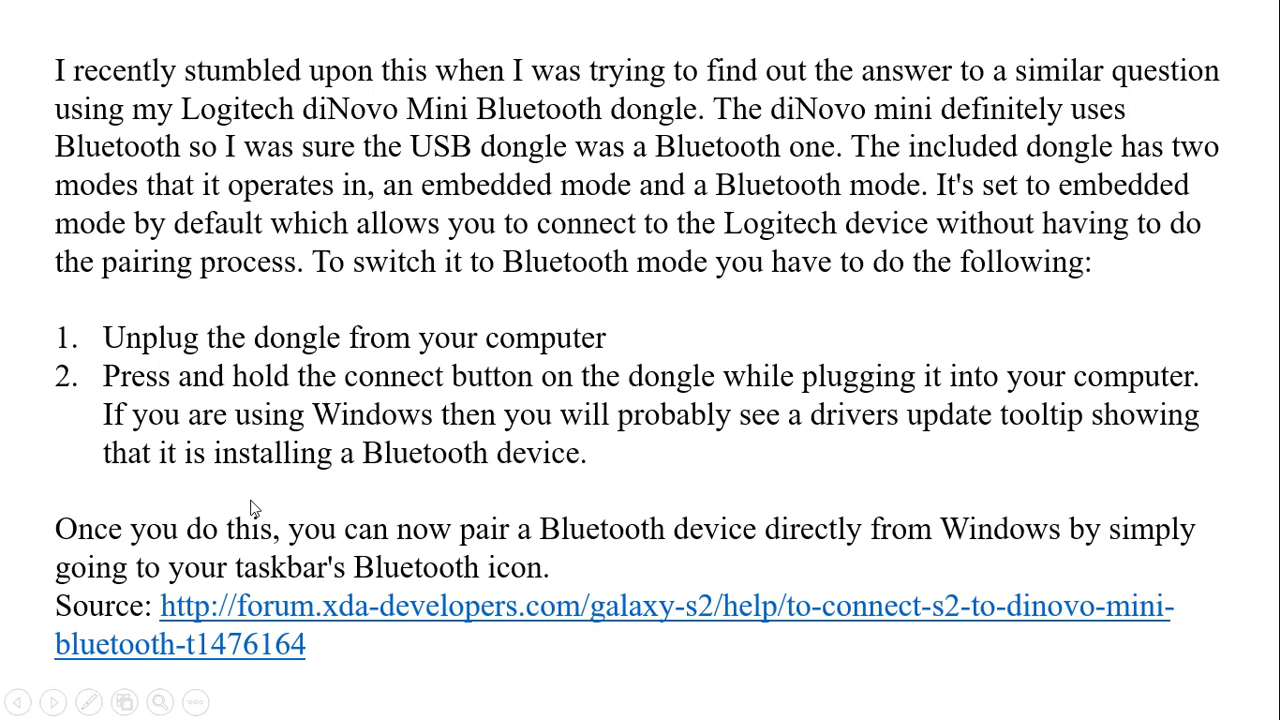 I recently stumbled upon this when I was trying to find out the answer to a similar question
using my Logitech diNovo Mini Bluetooth dongle. The diNovo mini definitely uses
Bluetooth so I was sure the USB dongle was a Bluetooth one. The included dongle has two
modes that it operates in, an embedded mode and a Bluetooth mode. It's set to embedded
mode by default which allows you to connect to the Logitech device without having to do
the pairing process. To switch it to Bluetooth mode you have to do the following:
1. Unplug the dongle from your computer
2. Press and hold the connect button on the dongle while plugging it into your computer.
If you are using Windows then you will probably see a drivers update tooltip showing
that it is installing a Bluetooth device.
Once you do this, you can now pair a Bluetooth device directly from Windows by simply
going to your taskbar's Bluetooth icon.
Source: http://forum.xda-developers.com/galaxy-s2/help/to-connect-s2-to-dinovo-mini-
bluetooth-t1476164